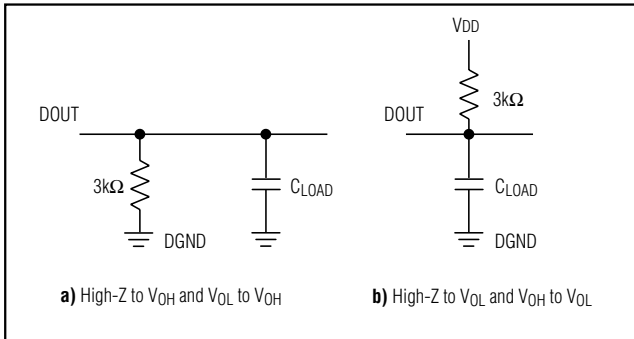 VDD
3kΩ
DOUT
DOUT
3kΩ
CLOAD
CLOAD
DGND
DGND
a) High-Z to VOH and VOL to VOH
b) High-Z to VOL and VOH to VOL